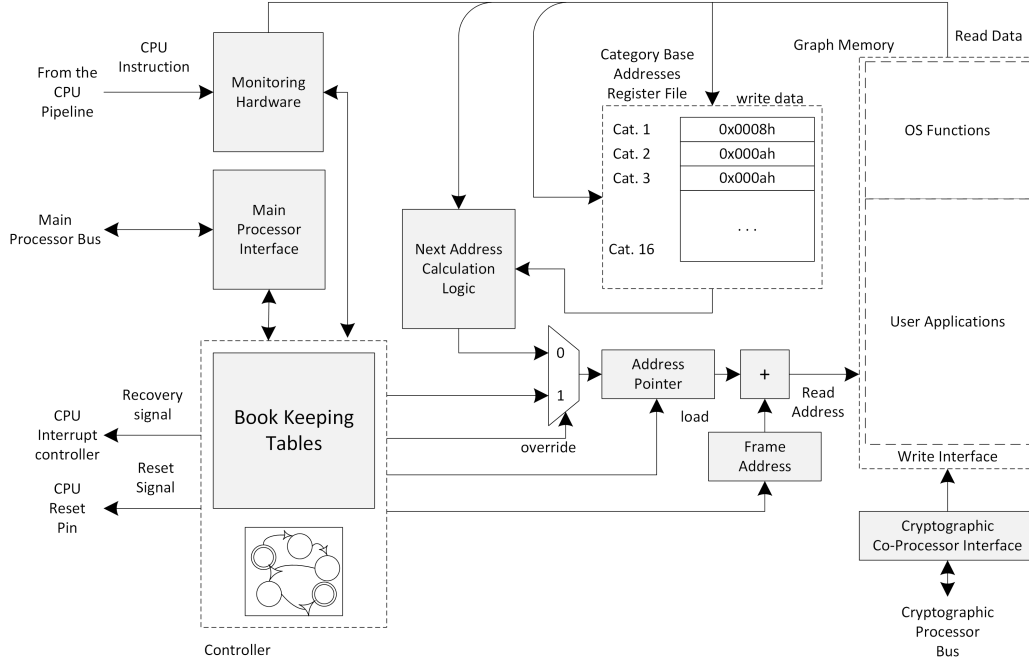 CPU
Instruction
From the
CPU
Pipeline
Monitoring
Hardware
Main
Processor Bus
Main
Processor
Interface
Recovery
signal
CPU
Interrupt
controller
Reset
Signal
CPU
Reset
Pin
Book Keeping
Tables
Controller
Next Address
Calculation
Logic
Category Base
Addresses
Register File
write data
Cat. 1
0x0008h
Cat. 2
0x000ah
Cat. 3
0x000ah
. . .
Cat. 16
0
1
override
Address
Pointer
load
+
Frame
Address
Read
Address
Graph Memory
Read Data
OS Functions
User Applications
Write Interface
Cryptographic
Co-Processor Interface
Cryptographic
Processor
Bus